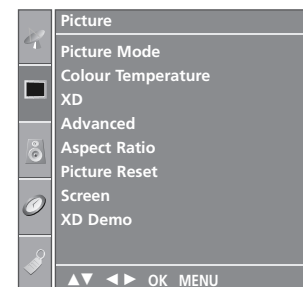 Picture
Picture Mode
Colour Temperature
XD
Advanced
Aspect Ratio
Picture Reset
Screen
XD Demo
▲▼ ◄► OK MENU